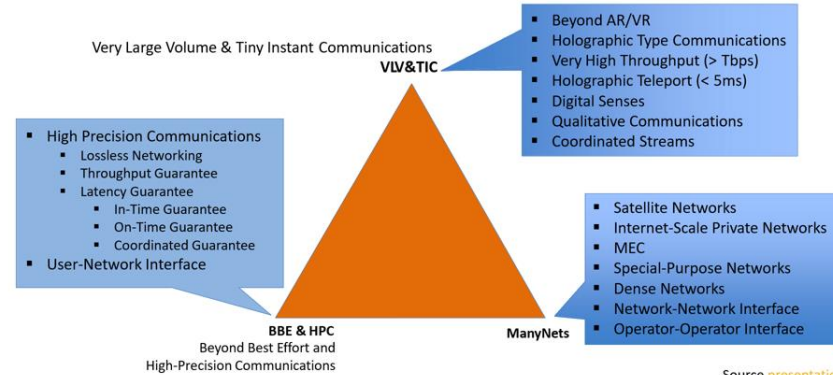 Very Large Volume & Tiny Instant Communications
VLV&TIC
Beyond AR/VR
Holographic Type Communications
Very High Throughput (> Tbps)
Holographic Teleport (< 5ms)
Digital Senses
Qualitative Communications
Coordinated Streams
High Precision Communications
Lossless Networking
Throughput Guarantee
Latency Guarantee
In-Time Guarantee
On-Time Guarantee
Coordinated Guarantee
User-Network Interface
Satellite Networks
Internet-Scale Private Networks
MEC
Special-Purpose Networks
Dense Networks
Network-Network Interface
Operator-Operator Interface
BBE & HPC
Beyond Best Effort and
High-Precision Communications
ManyNets
Source